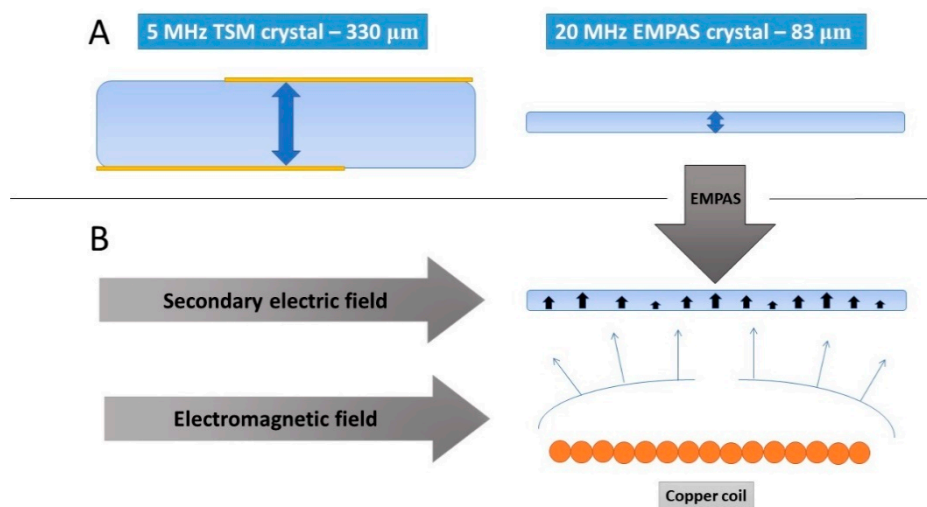 A
5 MHz TSM crystal – 330 μm
20 MHz EMPAS crystal – 83 μm
EMPAS
B
Secondary electric field
Electromagnetic field
Copper coil